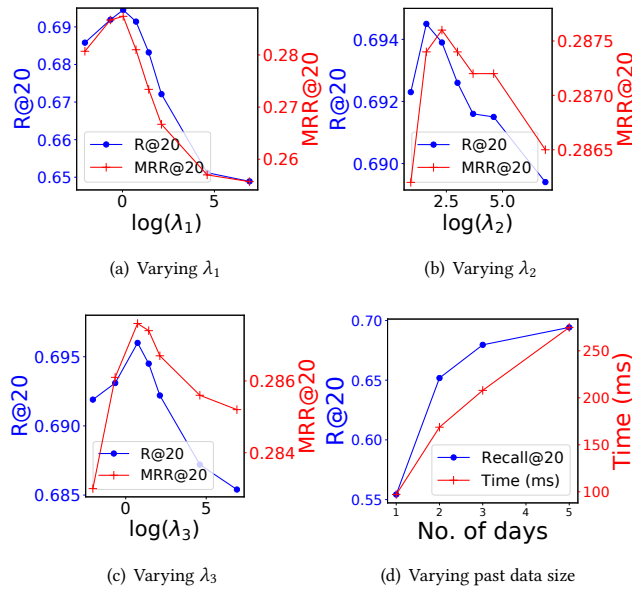 0.69
0.68
0.67
0.66
0.65
R@20
0.28
0.27
0.26
MRR@20
R@20
MRR@20
0
5
log(λ1)
(a) Varying λ1
0.694
0.692
0.690
R@20
0.2875
0.2870
0.2865
MRR@20
R@20
MRR@20
2.5
5.0
log(λ2)
(b) Varying λ2
0.695
0.690
0.685
R@20
0.286
0.284
MRR@20
R@20
MRR@20
0
5
log(λ3)
(c) Varying λ3
0.70
0.65
0.60
0.55
R@20
250
200
150
100
Time (ms)
Recall@20
Time (ms)
1
2
3
5
No. of days
(d) Varying past data size